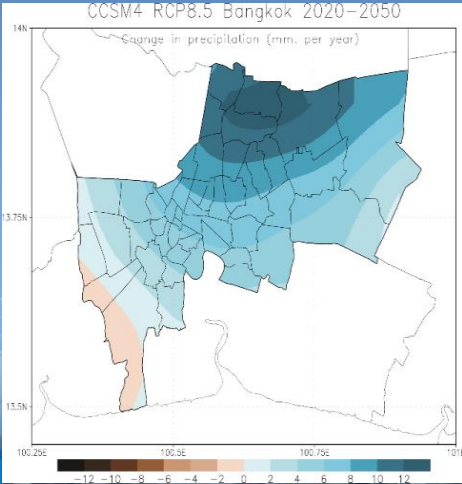 CCSM4 RCP8.5 Bangkok 2020-2050
Change in precipitation (mm. per year)
14N
13.75N
13.5N
100.25E 100.5E 100.75E 101E
-12 -10 -8 -6 -4 -2 0 2 4 6 8 10 12